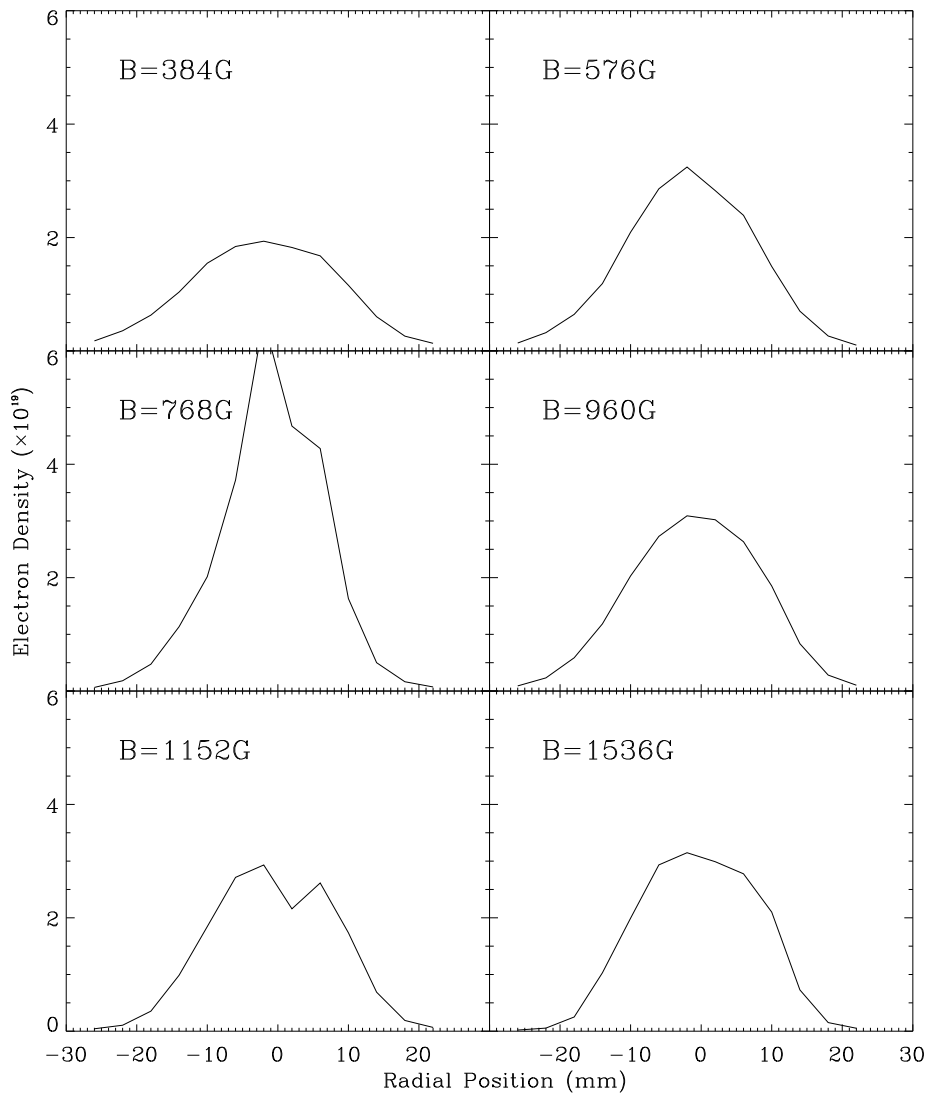 6
B=384G
B=576G
4
2
6
B=768G
B=960G
4
2
Electron Density (×10¹⁹)
6
B=1152G
B=1536G
4
2
0
−30 −20 −10 0 10 20
−20 −10 0 10 20 30
Radial Position (mm)